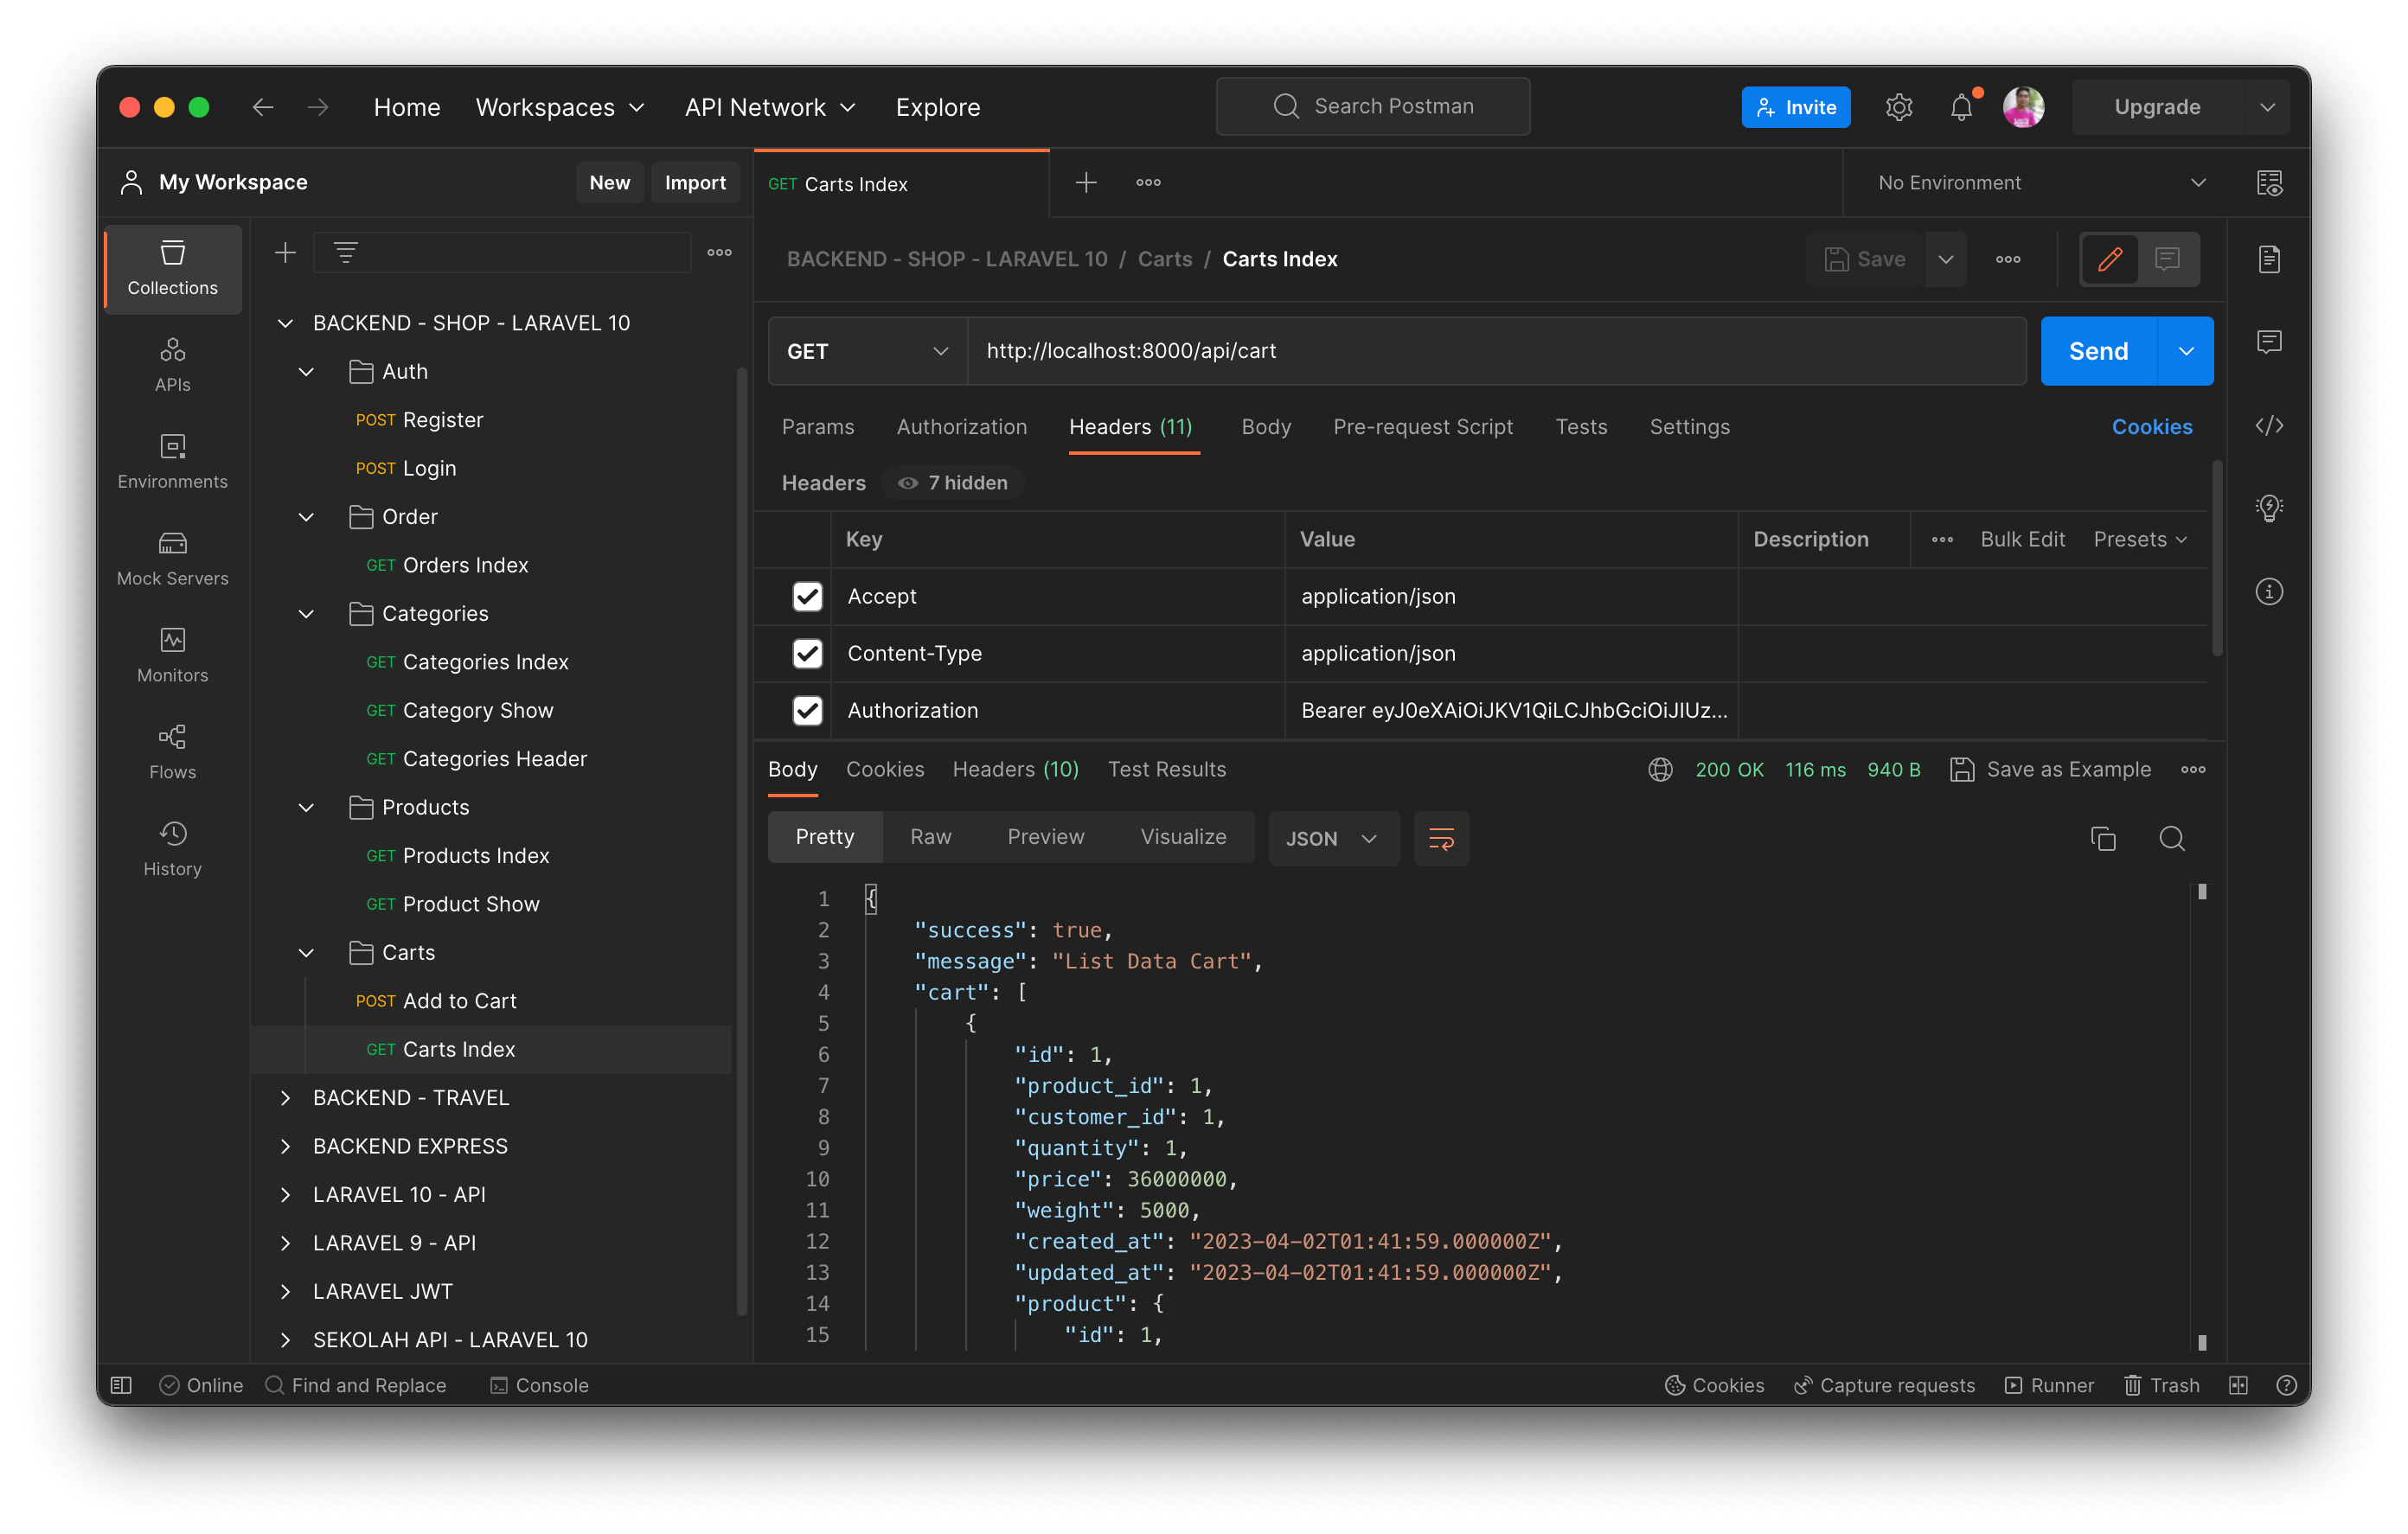 Home Workspaces API Network Explore Search Postman Invite Upgrade
My Workspace New Import
GET Carts Index
No Environment
Collections
APIs
Environments
Mock Servers
Monitors
Flows
History
BACKEND - SHOP - LARAVEL 10
Auth
POST Register
POST Login
Order
GET Orders Index
Categories
GET Categories Index
GET Category Show
GET Categories Header
Products
GET Products Index
GET Product Show
Carts
POST Add to Cart
GET Carts Index
BACKEND - TRAVEL
BACKEND EXPRESS
LARAVEL 10 - API
LARAVEL 9 - API
LARAVEL JWT
SEKOLAH API - LARAVEL 10
BACKEND - SHOP - LARAVEL 10 / Carts / Carts Index
Save
GET http://localhost:8000/api/cart Send
Params Authorization Headers (11) Body Pre-request Script Tests Settings Cookies
Headers 7 hidden
Key Value Description Bulk Edit Presets
Accept application/json
Content-Type application/json
Authorization Bearer eyJ0eXAiOiJKV1QiLCJhbGciOiJIUz...
Body Cookies Headers (10) Test Results 200 OK 116 ms 940 B Save as Example
Pretty Raw Preview Visualize JSON
1 {
2 "success": true,
3 "message": "List Data Cart",
4 "cart": [
5 {
6 "id": 1,
7 "product_id": 1,
8 "customer_id": 1,
9 "quantity": 1,
10 "price": 36000000,
11 "weight": 5000,
12 "created_at": "2023-04-02T01:41:59.000000Z",
13 "updated_at": "2023-04-02T01:41:59.000000Z",
14 "product": {
15 "id": 1,
Online Find and Replace Console Cookies Capture requests Runner Trash